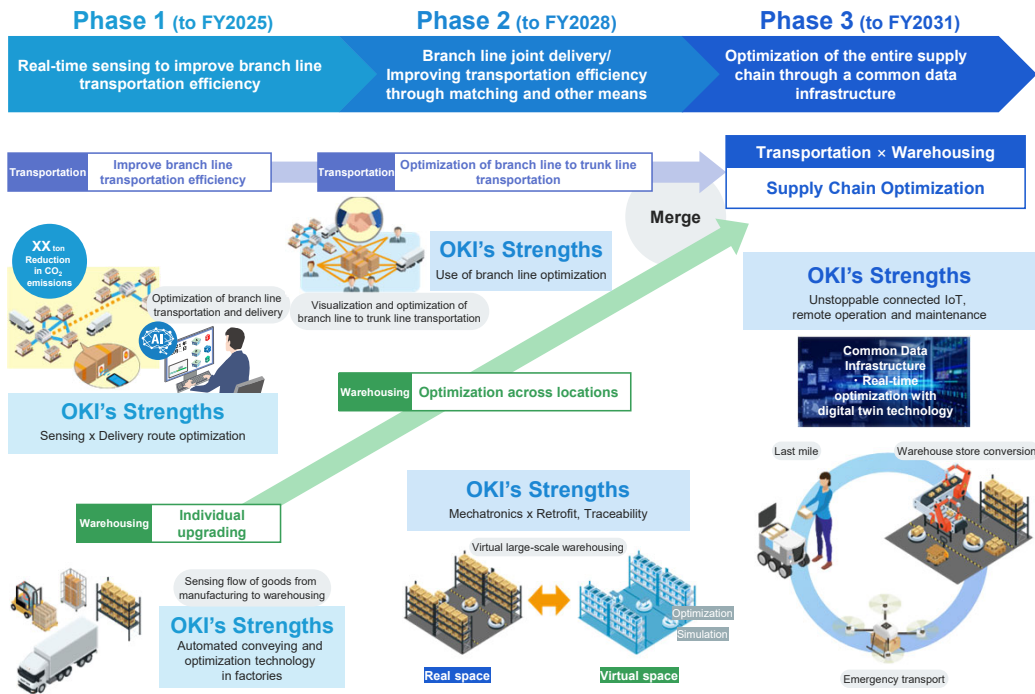 Phase 1 (to FY2025)
Real-time sensing to improve branch line
transportation efficiency
Phase 2 (to FY2028)
Branch line joint delivery/
Improving transportation efficiency
through matching and other means
Phase 3 (to FY2031)
Optimization of the entire supply
chain through a common data
infrastructure
Transportation
Improve branch line
transportation efficiency
Transportation
Optimization of branch line to trunk line
transportation
Transportation × Warehousing
Supply Chain Optimization
Merge
XX ton
Reduction
in CO2
emissions
Optimization of branch line
transportation and delivery
AI
OKI's Strengths
Sensing x Delivery route optimization
OKI's Strengths
Use of branch line optimization
Visualization and optimization of
branch line to trunk line transportation
OKI's Strengths
Unstoppable connected IoT,
remote operation and maintenance
Common Data
Infrastructure
・Real-time
optimization with
digital twin technology
Warehousing
Optimization across locations
Warehousing
Individual
upgrading
OKI's Strengths
Mechatronics x Retrofit, Traceability
Virtual large-scale warehousing
Optimization
Simulation
Real space
Virtual space
Sensing flow of goods from
manufacturing to warehousing
OKI's Strengths
Automated conveying and
optimization technology
in factories
Last mile
Warehouse store conversion
Emergency transport